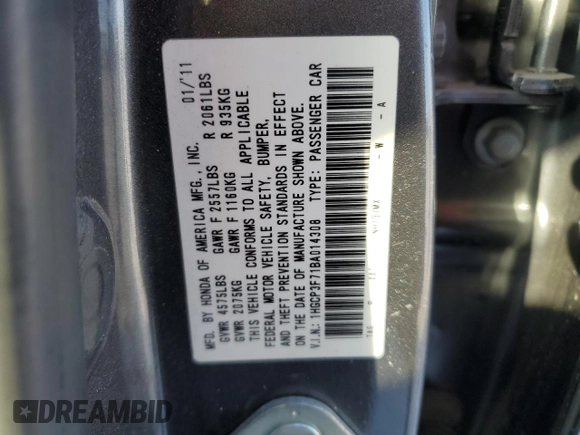 MFD. BY HONDA OF AMERICA MFG., INC. 01/'11
GVWR 4575LBS GAWR F 2557LBS R 2061LBS
GVWR 2075KG GAWR F 1160KG R 935KG
THIS VEHICLE CONFORMS TO ALL APPLICABLE
FEDERAL MOTOR VEHICLE SAFETY, BUMPER,
AND THEFT PREVENTION STANDARDS IN EFFECT
ON THE DATE OF MANUFACTURE SHOWN ABOVE.
V.I.N.: 1HGCP3F71BA014308 TYPE: PASSENGER CAR
- W - A
DREAMBID